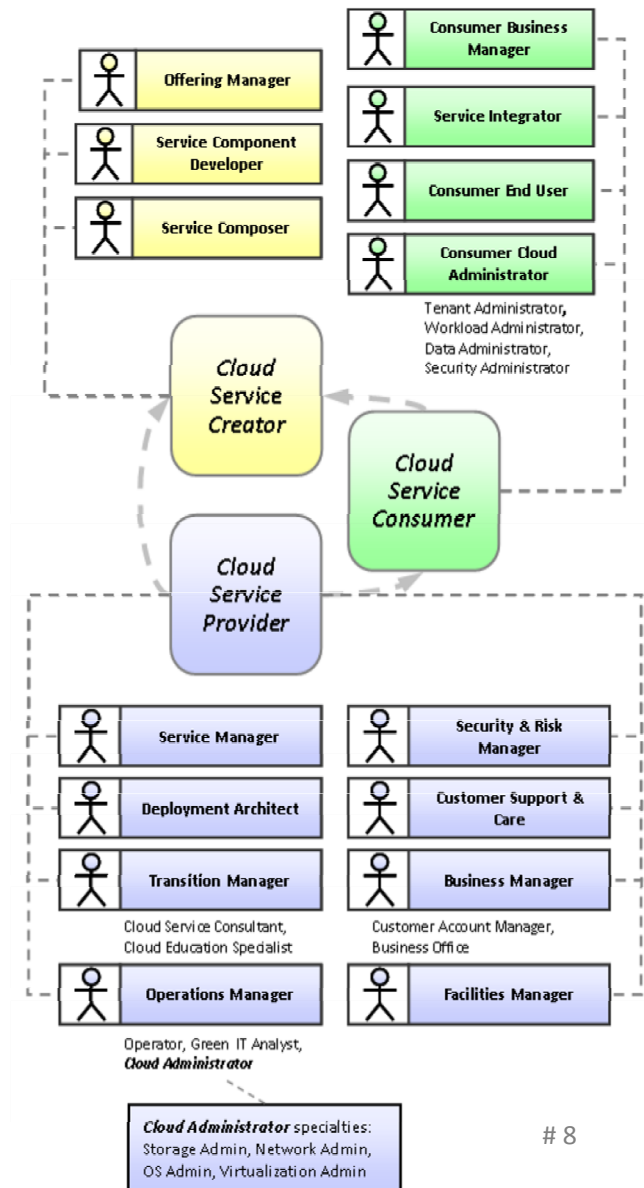 Offering Manager
Service Component
Developer
Service Composer
Consumer Business
Manager
Service Integrator
Consumer End User
Consumer Cloud
Administrator
Tenant Administrator,
Workload Administrator,
Data Administrator,
Security Administrator
Cloud
Service
Creator
Cloud
Service
Consumer
Cloud
Service
Provider
Service Manager
Deployment Architect
Transition Manager
Cloud Service Consultant,
Cloud Education Specialist
Operations Manager
Operator, Green IT Analyst,
Cloud Administrator
Security & Risk
Manager
Customer Support &
Care
Business Manager
Customer Account Manager,
Business Office
Facilities Manager
Cloud Administrator specialties:
Storage Admin, Network Admin,
OS Admin, Virtualization Admin
# 8